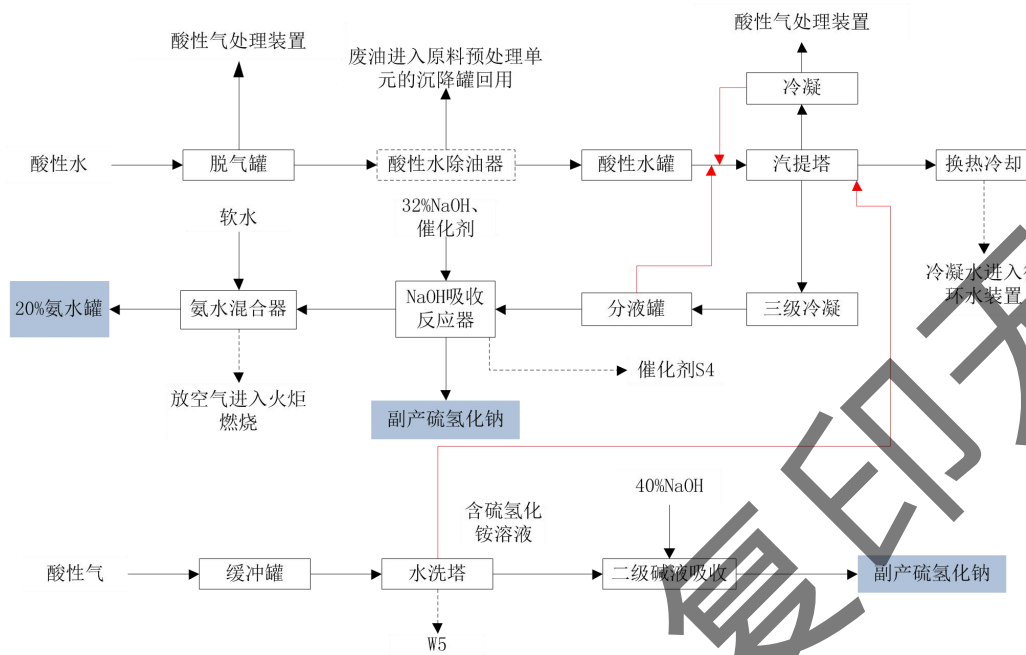 酸性气处理装置
废油进入原料预处理单
元的沉降罐回用
酸性气处理装置
冷凝
酸性水
脱气罐
酸性水除油器
酸性水罐
汽提塔
换热冷却
软水
32%NaOH、
催化剂
冷凝水进入
环水装置
20%氨水罐
氨水混合器
NaOH吸收
反应器
分液罐
三级冷凝
放空气进入火炬
燃烧
催化剂S4
副产硫氢化钠
40%NaOH
含硫氢化
铵溶液
酸性气
缓冲罐
水洗塔
二级碱液吸收
副产硫氢化钠
W5
复印